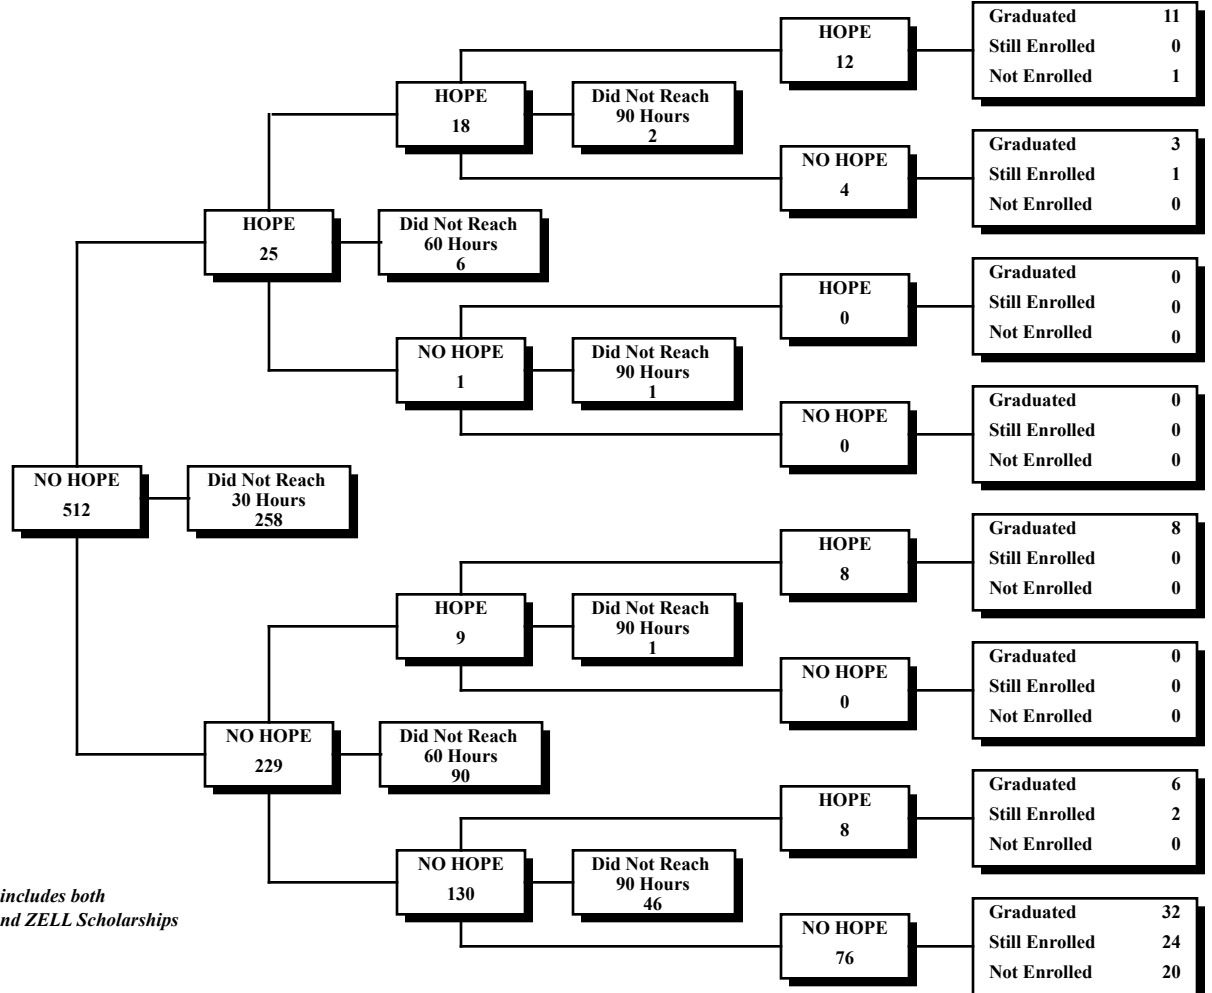 HOPE
12
Graduated 11
Still Enrolled 0
Not Enrolled 1
HOPE
18
Did Not Reach
90 Hours
2
NO HOPE
4
Graduated 3
Still Enrolled 1
Not Enrolled 0
HOPE
25
Did Not Reach
60 Hours
6
HOPE
0
Graduated 0
Still Enrolled 0
Not Enrolled 0
NO HOPE
1
Did Not Reach
90 Hours
1
NO HOPE
0
Graduated 0
Still Enrolled 0
Not Enrolled 0
NO HOPE
512
Did Not Reach
30 Hours
258
HOPE
8
Graduated 8
Still Enrolled 0
Not Enrolled 0
HOPE
9
Did Not Reach
90 Hours
1
NO HOPE
0
Graduated 0
Still Enrolled 0
Not Enrolled 0
NO HOPE
229
Did Not Reach
60 Hours
90
HOPE
8
Graduated 6
Still Enrolled 2
Not Enrolled 0
NO HOPE
130
Did Not Reach
90 Hours
46
NO HOPE
76
Graduated 32
Still Enrolled 24
Not Enrolled 20
includes both
nd ZELL Scholarships